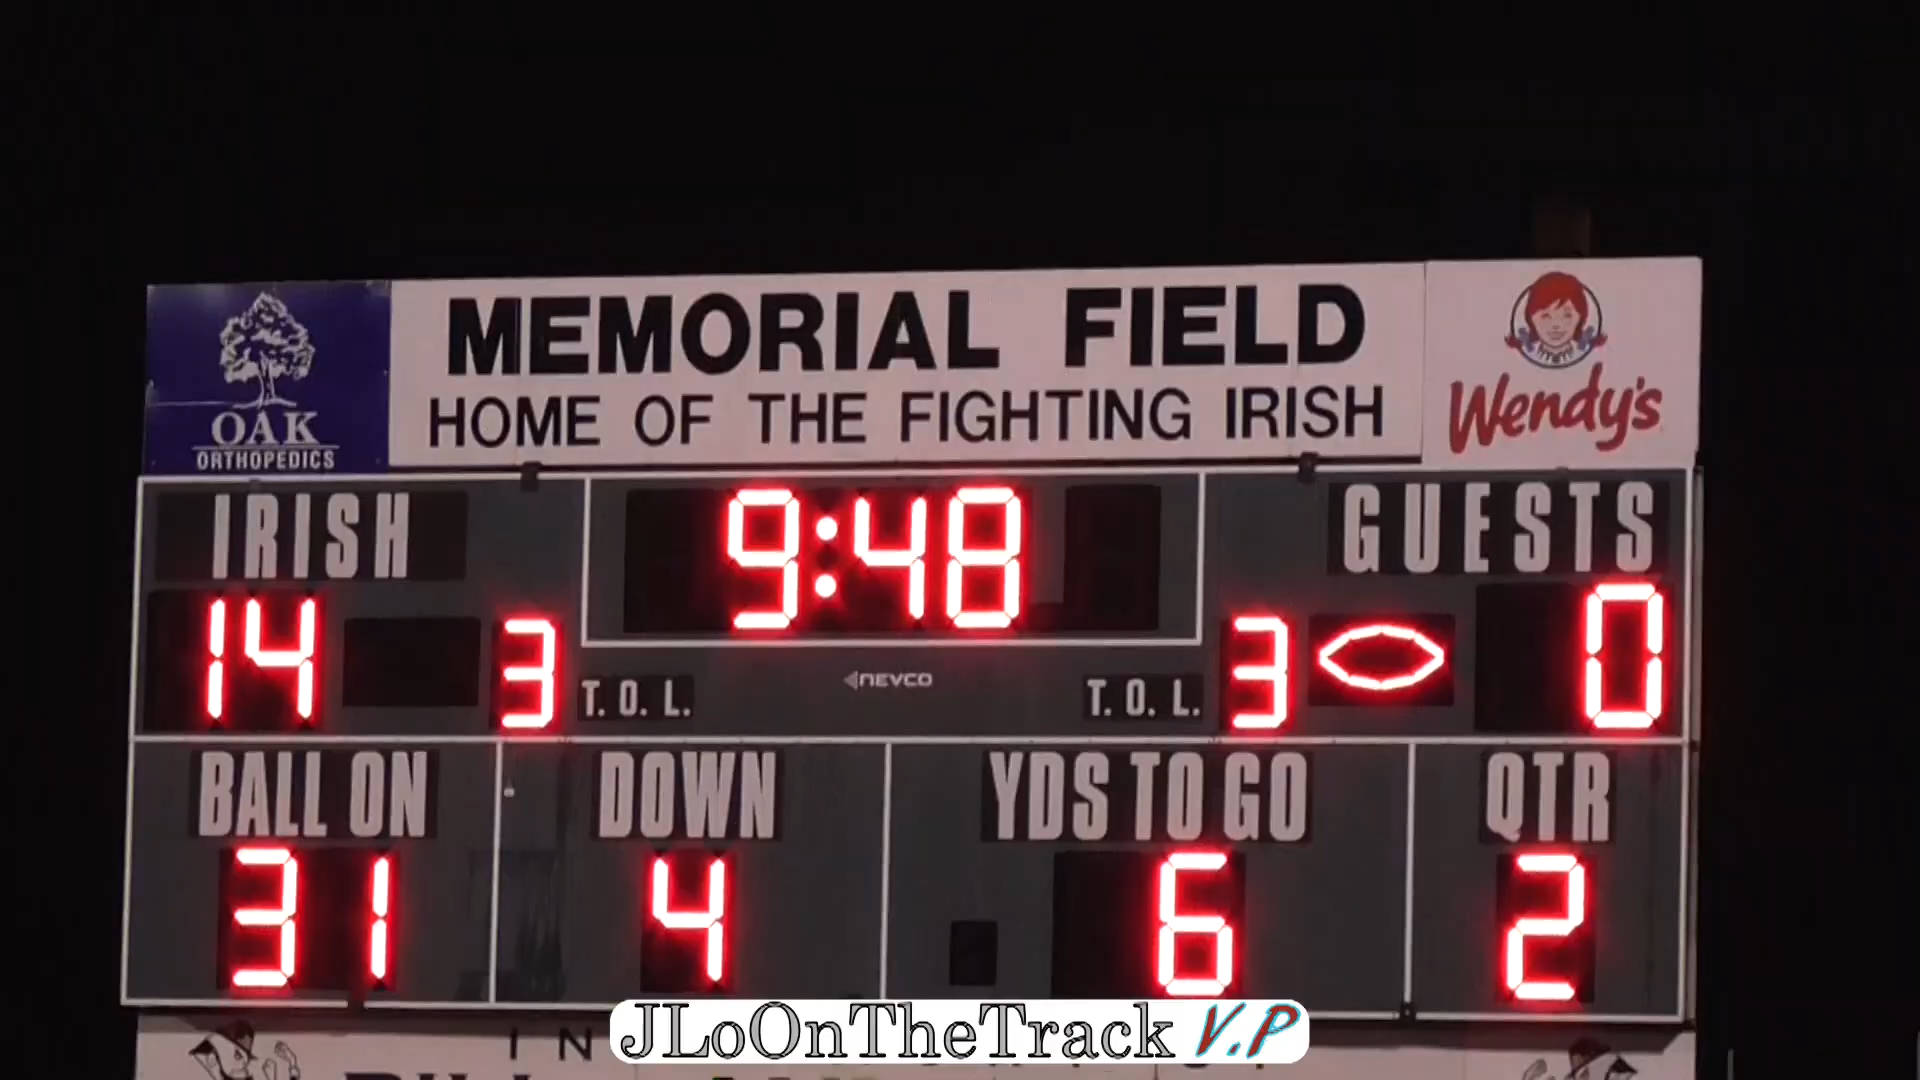 MEMORIAL FIELD
HOME OF THE FIGHTING IRISH
OAK
ORTHOPEDICS
Wendy's
IRISH
9:48
GUESTS
14
3
T.O.L.
NEVCO
T.O.L.
3
0
BALL ON
DOWN
YDS TO GO
QTR
31
4
6
2
JLoOnTheTrack V.P
IN